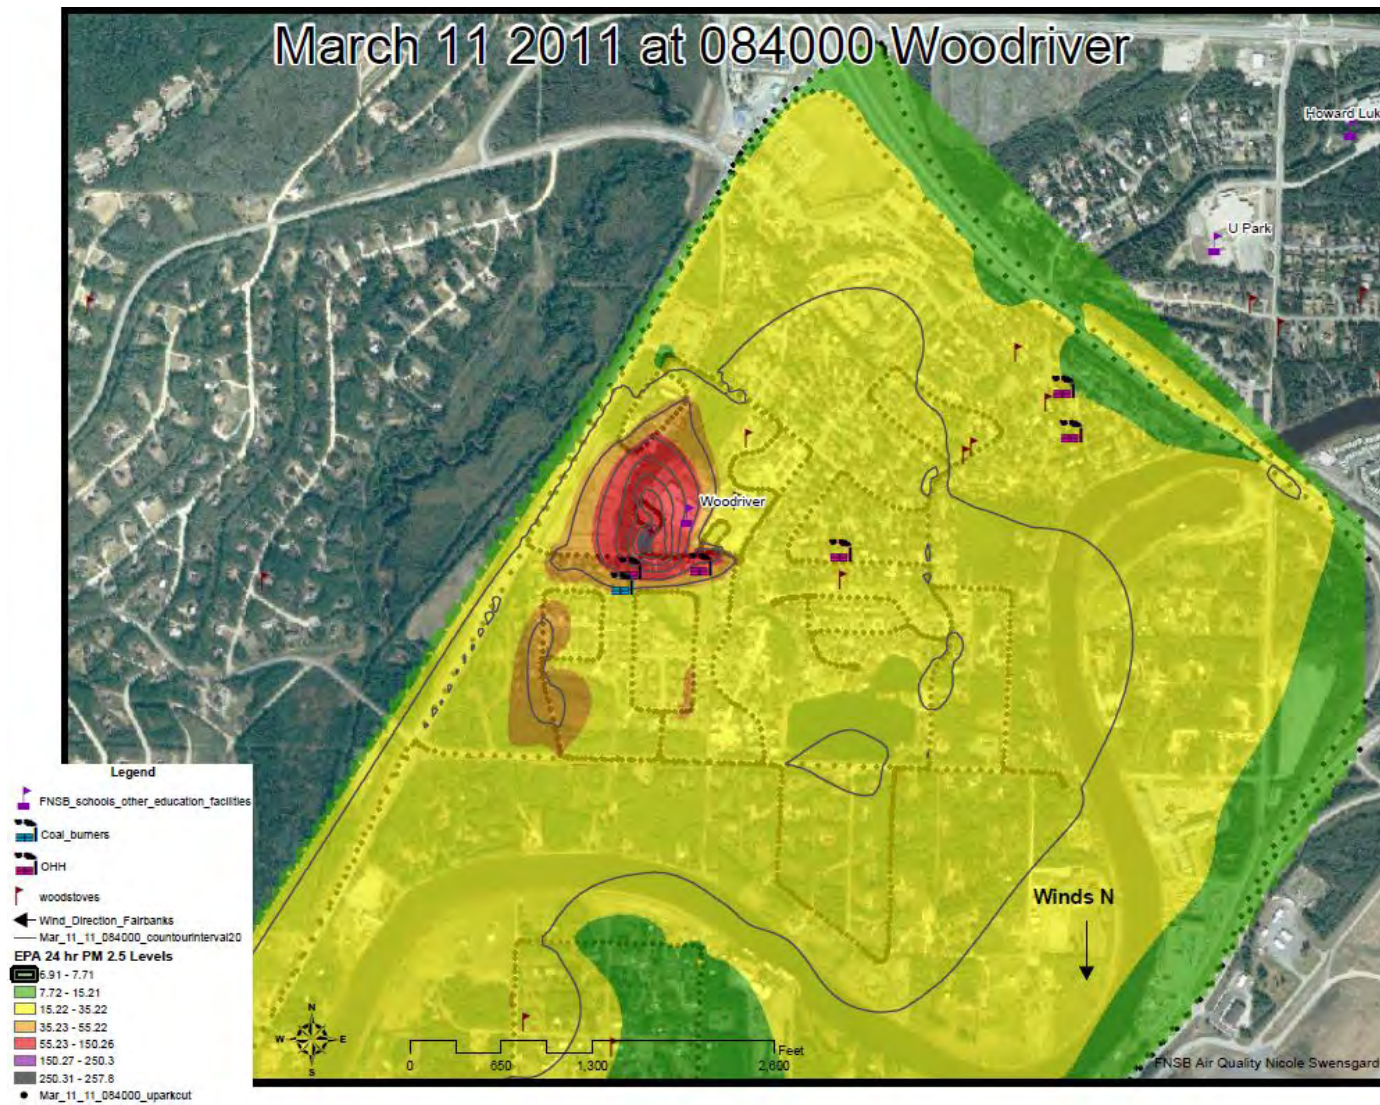 March 11 2011 at 084000 Woodriver
Howard Luk
U Park
Woodriver
Winds N
Legend
FNSB_schools_other_education_facilities
Coal_burners
OHH
woodstoves
Wind_Direction_Fairbanks
Mar_11_11_084000_countourinterval20
EPA 24 hr PM 2.5 Levels
6.91 - 7.71
7.72 - 15.21
15.22 - 35.22
35.23 - 55.22
55.23 - 150.26
150.27 - 250.3
250.31 - 257.8
Mar_11_11_084000_uparkcut
N
W E
S
Feet
0 650 1,300 2,600
FNSB Air Quality Nicole Swensgard